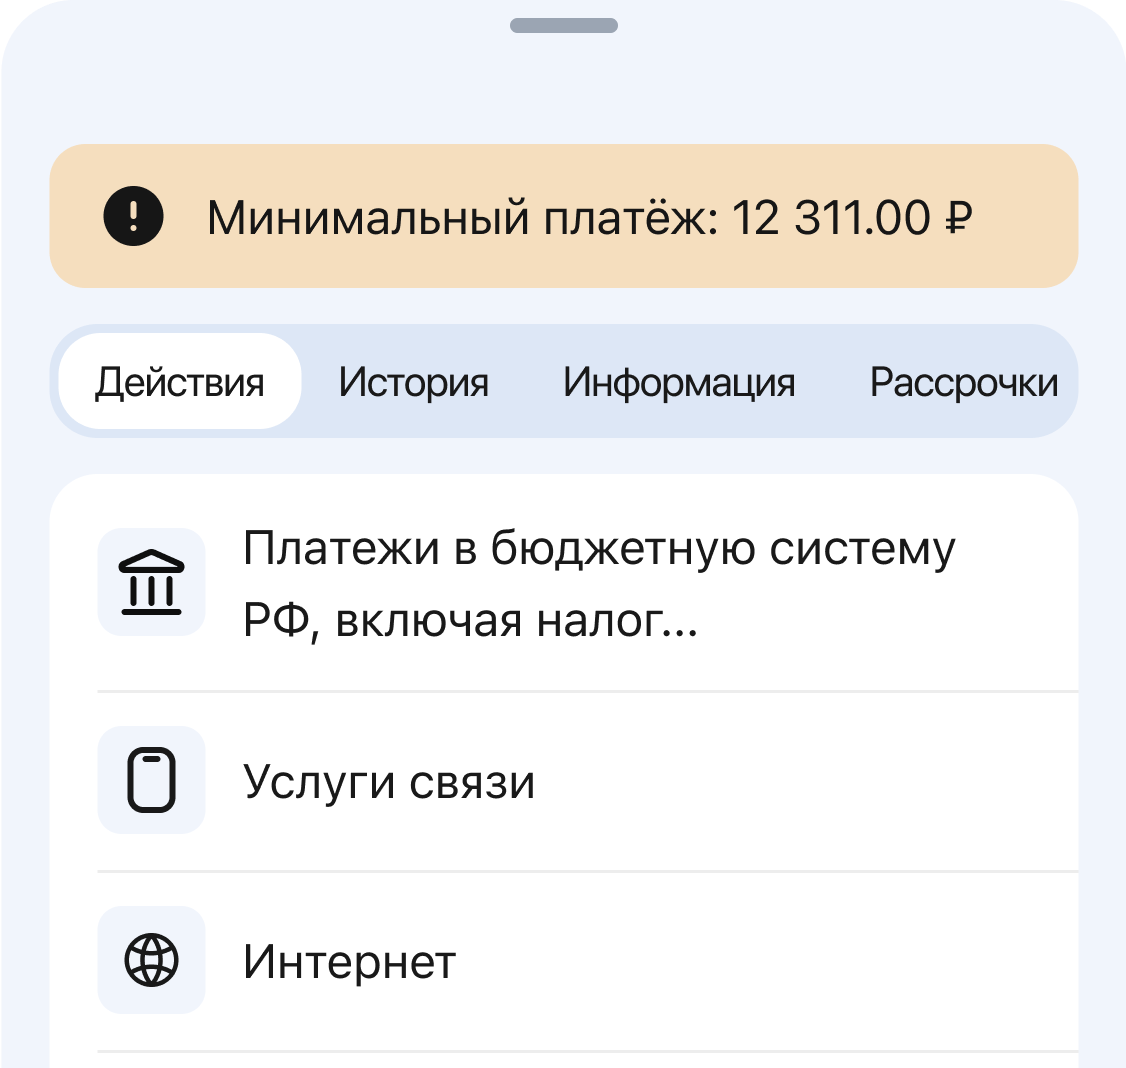 Минимальный платёж: 12 311.00 ₽
Действия История Информация Рассрочки
Платежи в бюджетную систему
РФ, включая налог...
Услуги связи
Интернет